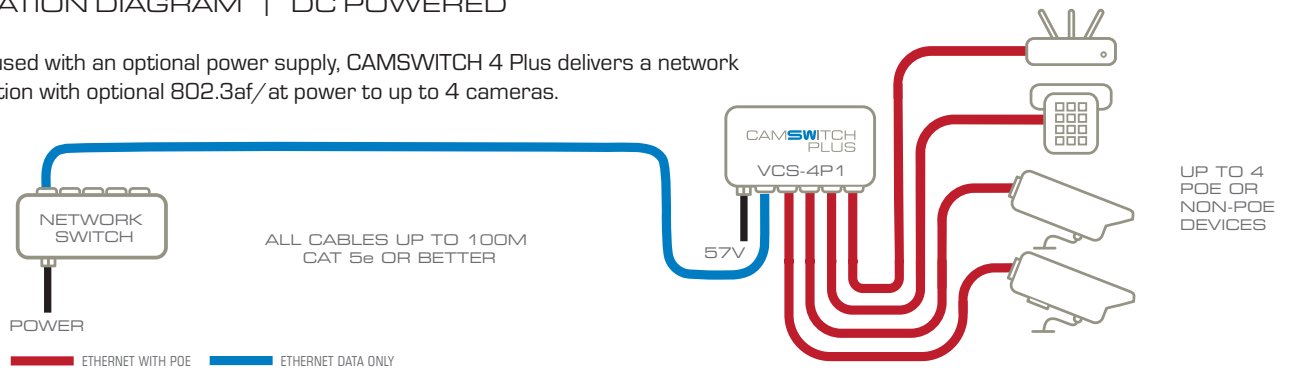 ATION DIAGRAM | DC POWERED
used with an optional power supply, CAMSWITCH 4 Plus delivers a network
tion with optional 802.3af/at power to up to 4 cameras.
CAMSWITCH
PLUS
VCS-4P1
NETWORK
SWITCH
ALL CABLES UP TO 100M
CAT 5e OR BETTER
57V
UP TO 4
POE OR
NON-POE
DEVICES
POWER
ETHERNET WITH POE
ETHERNET DATA ONLY